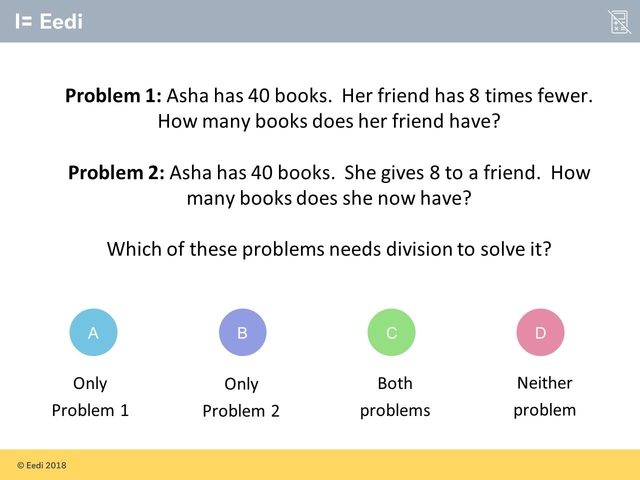 I= Eedi
Problem 1: Asha has 40 books.  Her friend has 8 times fewer.
How many books does her friend have?
Problem 2: Asha has 40 books.  She gives 8 to a friend.  How
many books does she now have?
Which of these problems needs division to solve it?
A
B
C
D
Only
Problem 1
Only
Problem 2
Both
problems
Neither
problem
© Eedi 2018